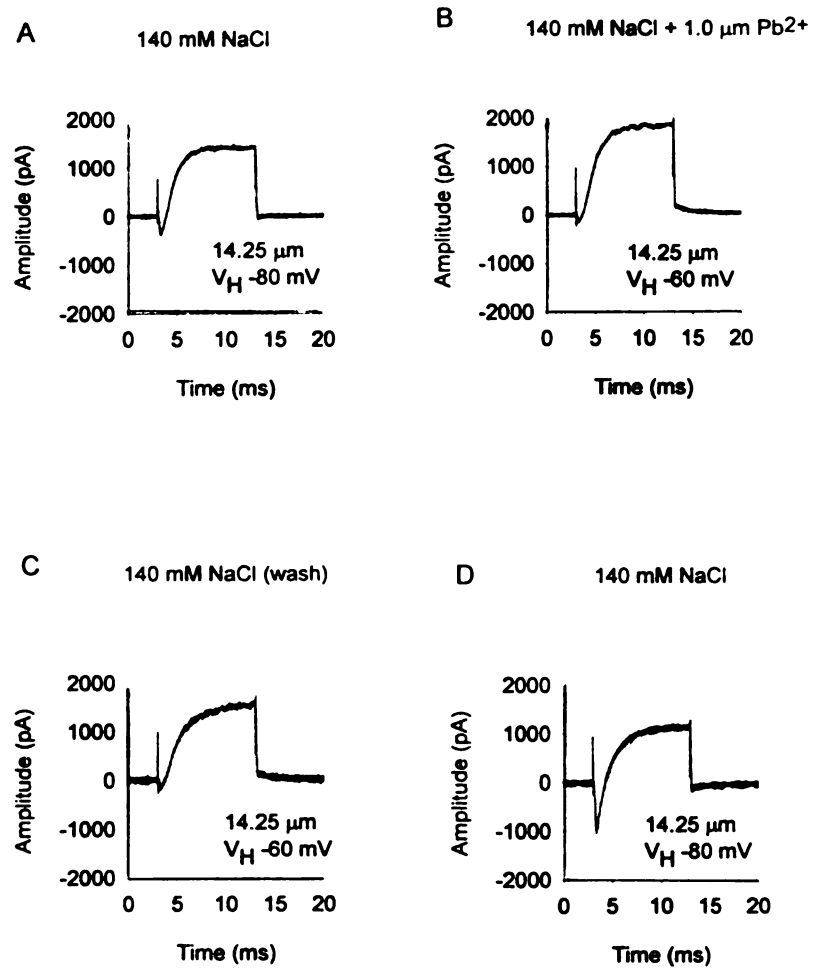 A
140 mM NaCl
2000
1000
0
-1000
-2000
Amplitude (pA)
14.25 μm
VH -80 mV
0 5 10 15 20
Time (ms)
B
140 mM NaCl + 1.0 μm Pb2+
2000
1000
0
-1000
-2000
Amplitude (pA)
14.25 μm
VH -60 mV
0 5 10 15 20
Time (ms)
C
140 mM NaCl (wash)
2000
1000
0
-1000
-2000
Amplitude (pA)
14.25 μm
VH -60 mV
0 5 10 15 20
Time (ms)
D
140 mM NaCl
2000
1000
0
-1000
-2000
Amplitude (pA)
14.25 μm
VH -80 mV
0 5 10 15 20
Time (ms)